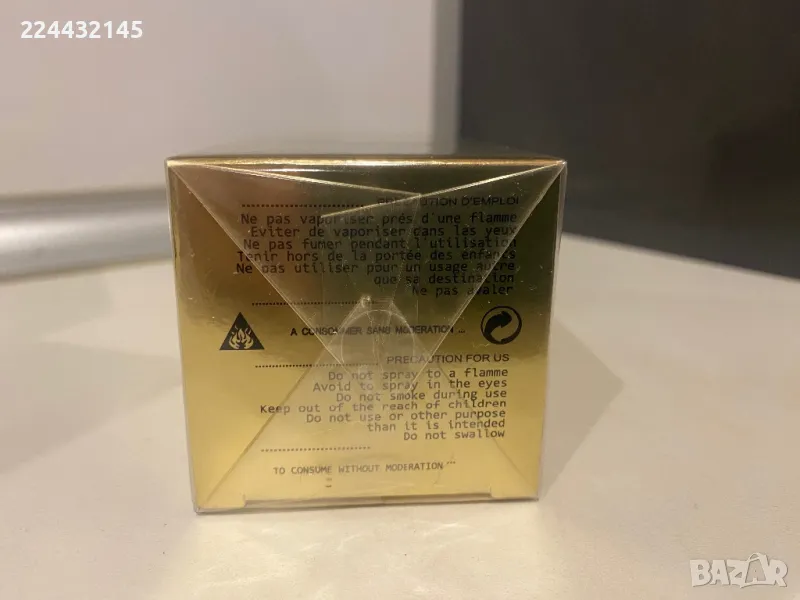 224432145
PRECAUTION D'EMPLOI
Ne pas vaporiser prés d'une flamme
Eviter de vaporiser dans les yeux
Ne pas fumer pendant l'utilisation
Tenir hors de la portée des enfants
Ne pas utiliser pour un usage autre
que sa destination
Ne pas avaler
A CONSOMMER SANS MODERATION ...
PRECAUTION FOR US
Do not spray to a flamme
Avoid to spray in the eyes
Do not smoke during use
Keep out of the reach of children
Do not use or other purpose
than it is intended
Do not swallow
TO CONSUME WITHOUT MODERATION ...
BAZAR